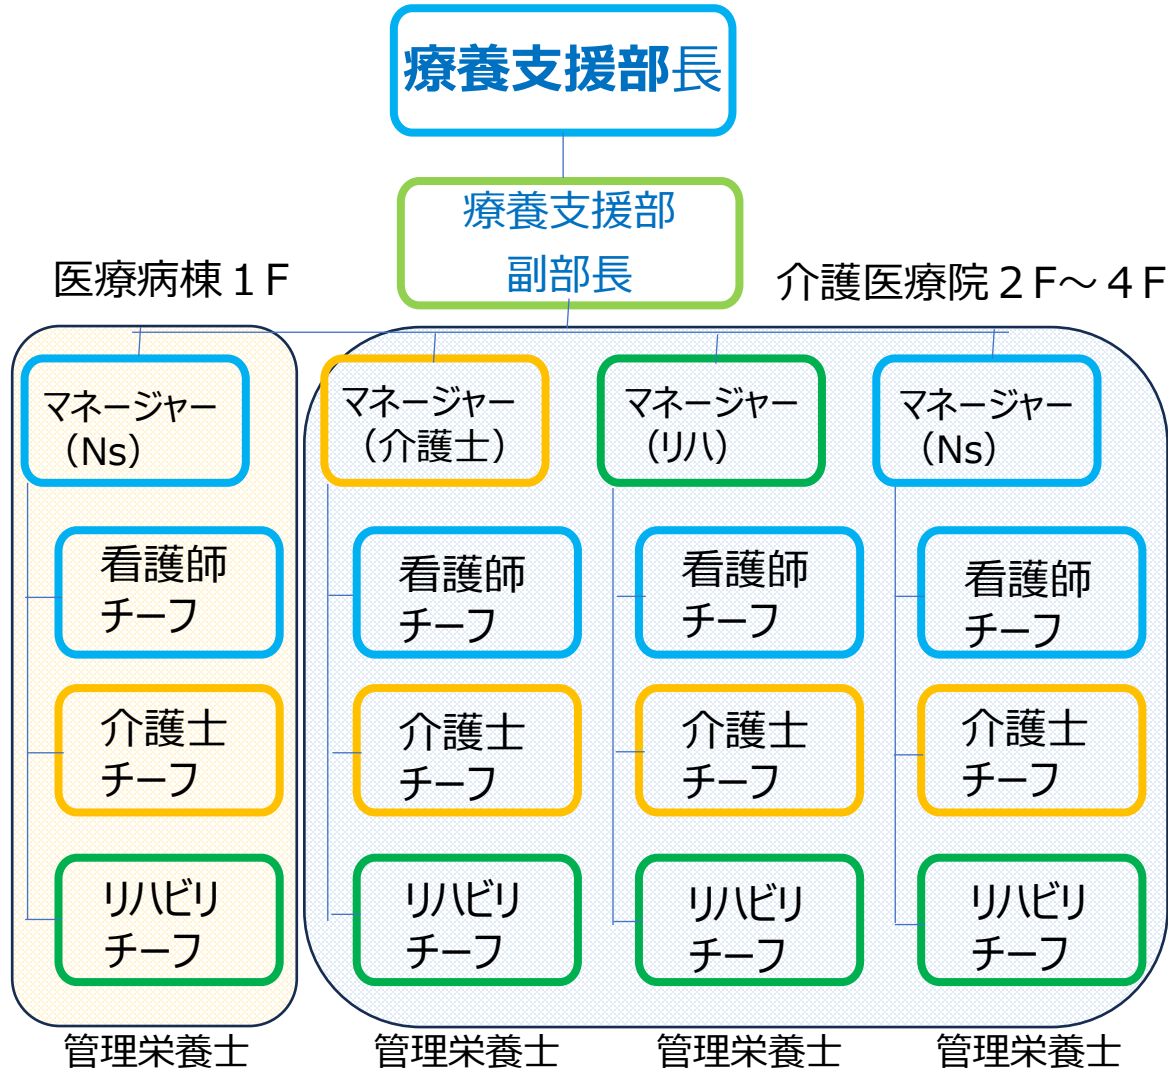 療養支援部長
療養支援部
副部長
医療病棟１F
介護医療院２F～４F
マネージャー
（Ns）
マネージャー
（介護士）
マネージャー
（リハ）
マネージャー
（Ns）
看護師
チーフ
看護師
チーフ
看護師
チーフ
看護師
チーフ
介護士
チーフ
介護士
チーフ
介護士
チーフ
介護士
チーフ
リハビリ
チーフ
リハビリ
チーフ
リハビリ
チーフ
リハビリ
チーフ
管理栄養士
管理栄養士
管理栄養士
管理栄養士